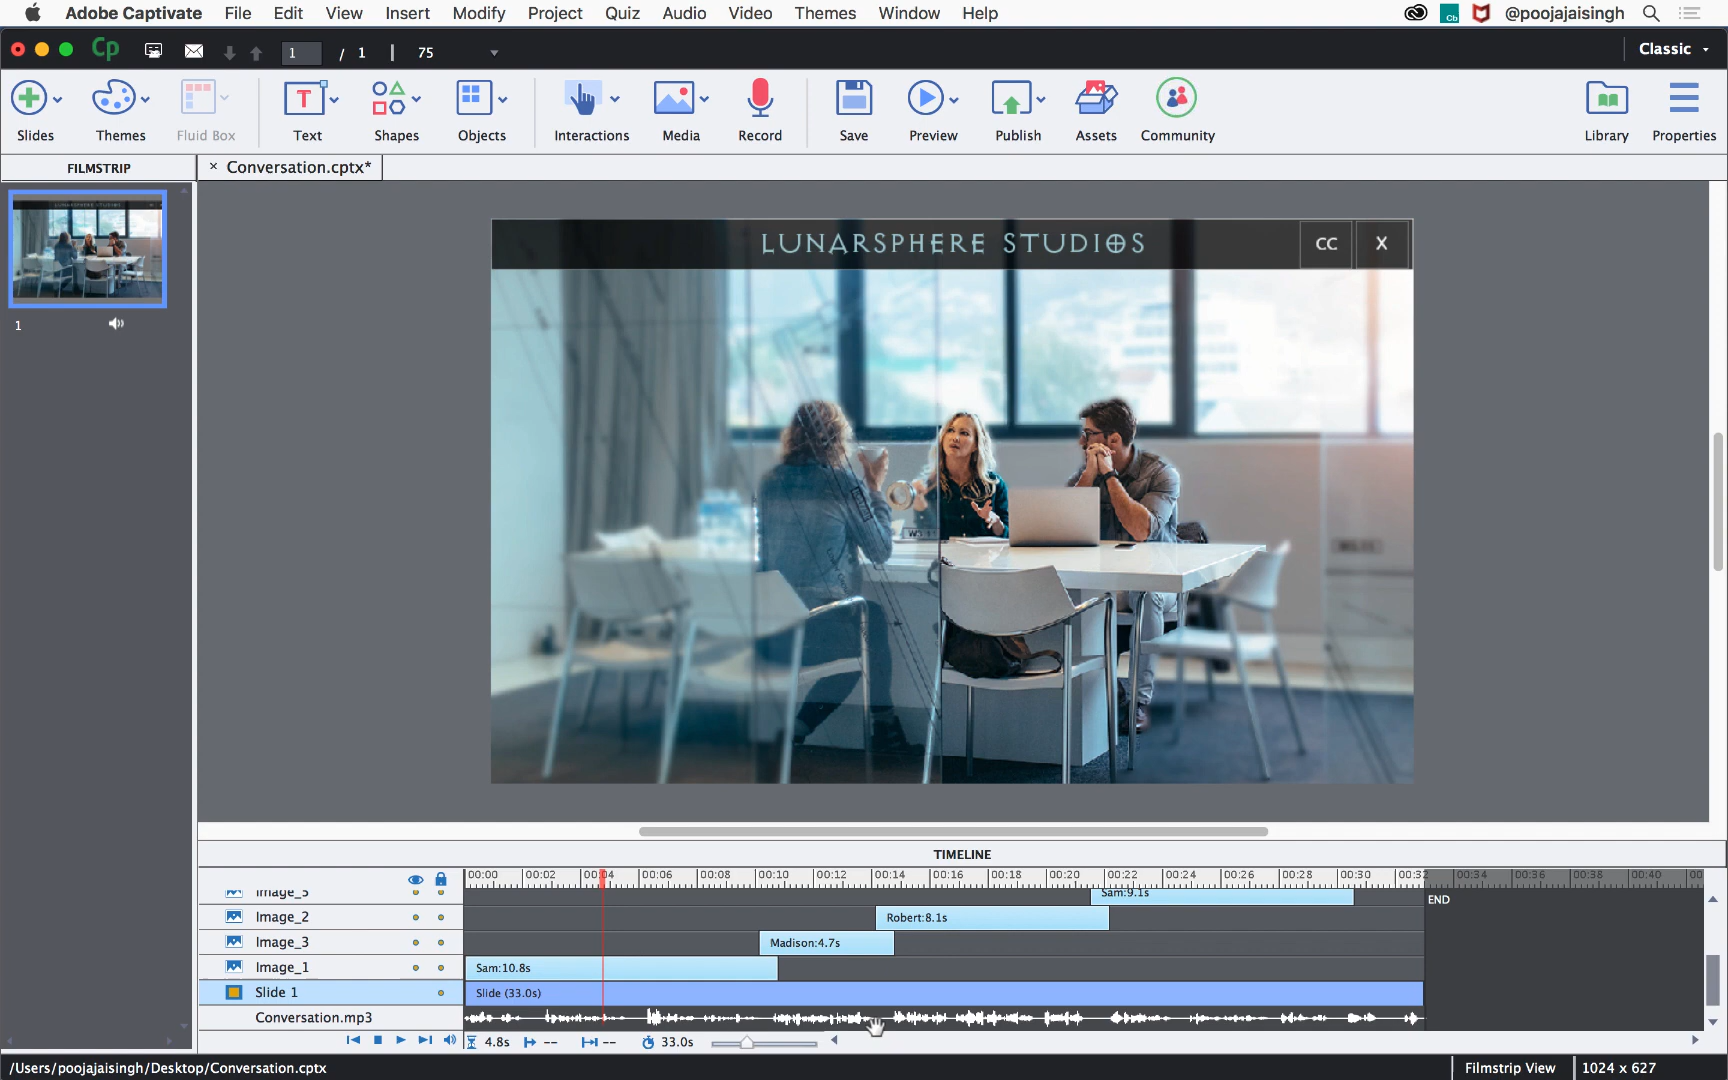 Adobe Captivate File Edit View Insert Modify Project Quiz Audio Video Themes Window Help @poojajaisingh
Cp 1 / 1 | 75 Classic
Slides Themes Fluid Box Text Shapes Objects Interactions Media Record Save Preview Publish Assets Community Library Properties
FILMSTRIP × Conversation.cptx*
LUNARSPHERE STUDIOS CC X
1
TIMELINE
00:00 00:02 00:04 00:06 00:08 00:10 00:12 00:14 00:16 00:18 00:20 00:22 00:24 00:26 00:28 00:30 00:32 00:34 00:36 00:38 00:40 00
Image_5 Sam:9.1s END
Image_2 Robert:8.1s
Image_3 Madison:4.7s
Image_1 Sam:10.8s
Slide 1 Slide (33.0s)
Conversation.mp3
4.8s -- -- 33.0s
/Users/poojajaisingh/Desktop/Conversation.cptx Filmstrip View 1024 x 627